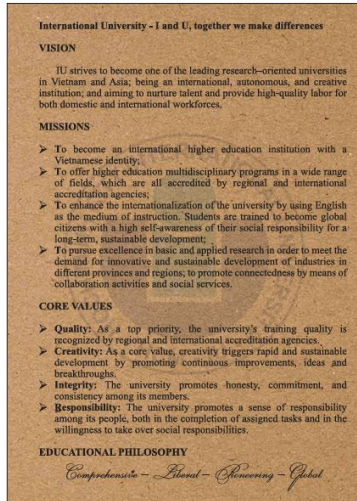 International University - I and U, together we make differences
VISION
IU strives to become one of the leading research–oriented universities
in Vietnam and Asia; being an international, autonomous, and creative
institution; and aiming to nurture talent and provide high-quality labor for
both domestic and international workforces.
MISSIONS
➢ To become an international higher education institution with a
Vietnamese identity;
➢ To offer higher education multidisciplinary programs in a wide range
of fields, which are all accredited by regional and international
accreditation agencies;
➢ To enhance the internationalization of the university by using English
as the medium of instruction. Students are trained to become global
citizens with a high self-awareness of their social responsibility for a
long-term, sustainable development;
➢ To pursue excellence in basic and applied research in order to meet the
demand for innovative and sustainable development of industries in
different provinces and regions; to promote connectedness by means of
collaboration activities and social services.
CORE VALUES
➢ Quality: As a top priority, the university's training quality is
recognized by regional and international accreditation agencies.
➢ Creativity: As a core value, creativity triggers rapid and sustainable
development by promoting continuous improvements, ideas and
breakthroughs.
➢ Integrity: The university promotes honesty, commitment, and
consistency among its members.
➢ Responsibility: The university promotes a sense of responsibility
among its people, both in the completion of assigned tasks and in the
willingness to take over social responsibilities.
EDUCATIONAL PHILOSOPHY
Comprehensive – Liberal – Pioneering – Global